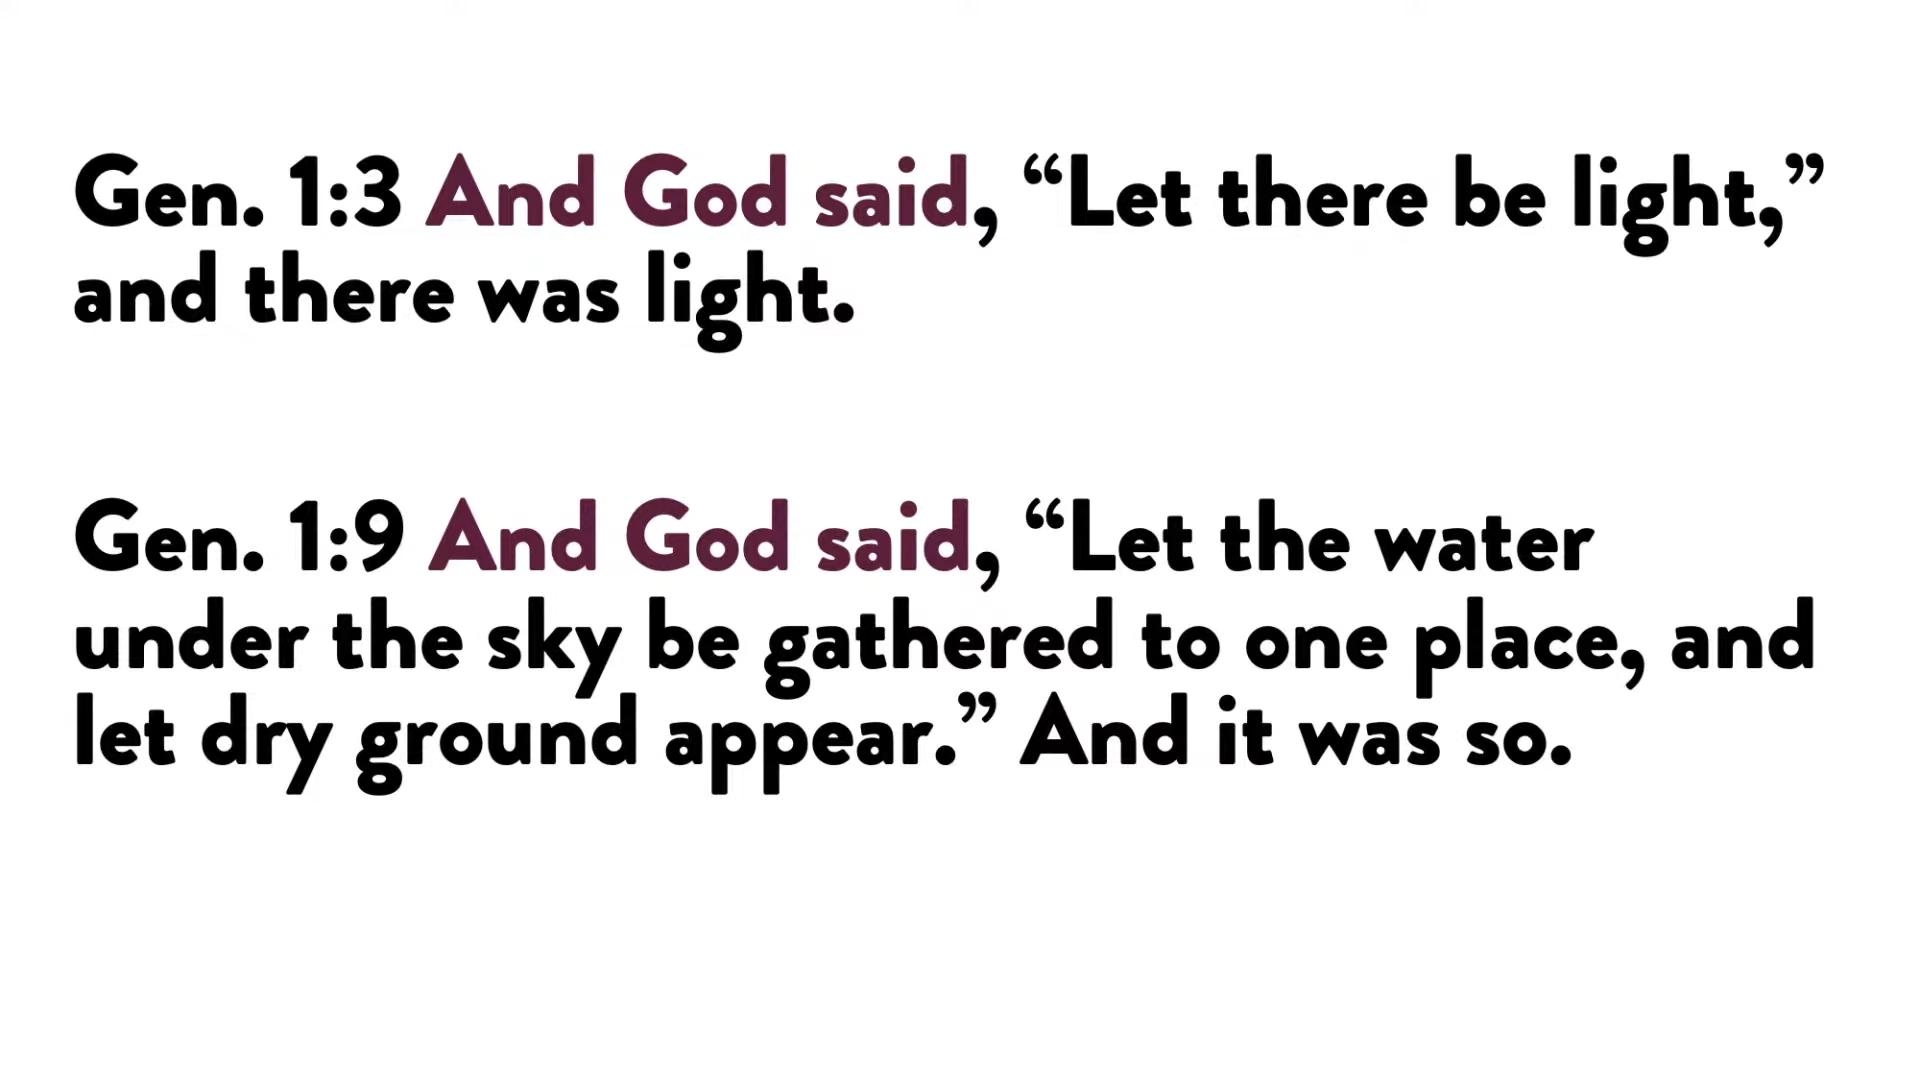 Gen. 1:3 And God said, “Let there be light,”
and there was light.
Gen. 1:9 And God said, “Let the water
under the sky be gathered to one place, and
let dry ground appear.” And it was so.